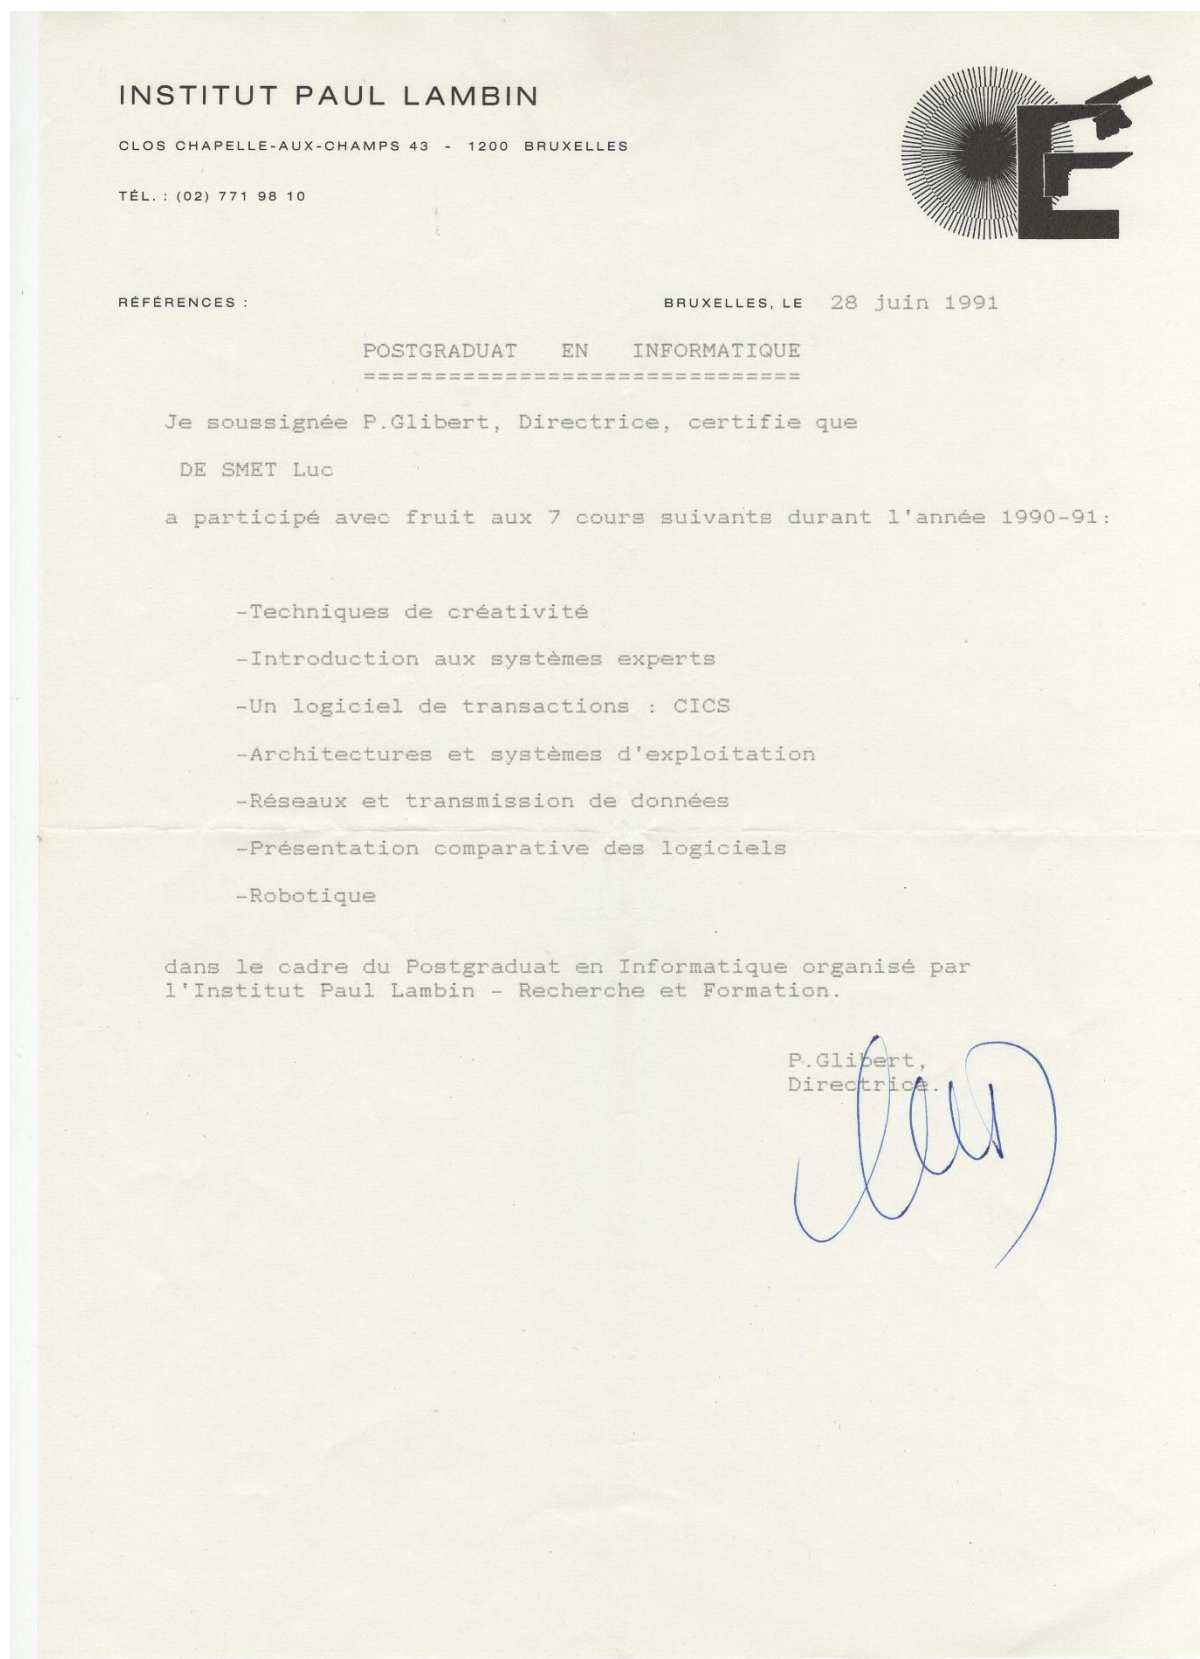 INSTITUT PAUL LAMBIN
CLOS CHAPELLE-AUX-CHAMPS 43 - 1200 BRUXELLES
TÉL. : (02) 771 98 10
RÉFÉRENCES :
BRUXELLES, LE 28 juin 1991
POSTGRADUAT EN INFORMATIQUE
===============================
Je soussignée P.Glibert, Directrice, certifie que
DE SMET Luc
a participé avec fruit aux 7 cours suivants durant l'année 1990-91:
-Techniques de créativité
-Introduction aux systèmes experts
-Un logiciel de transactions : CICS
-Architectures et systèmes d'exploitation
-Réseaux et transmission de données
-Présentation comparative des logiciels
-Robotique
dans le cadre du Postgraduat en Informatique organisé par
l'Institut Paul Lambin - Recherche et Formation.
P.Glibert,
Directrice.